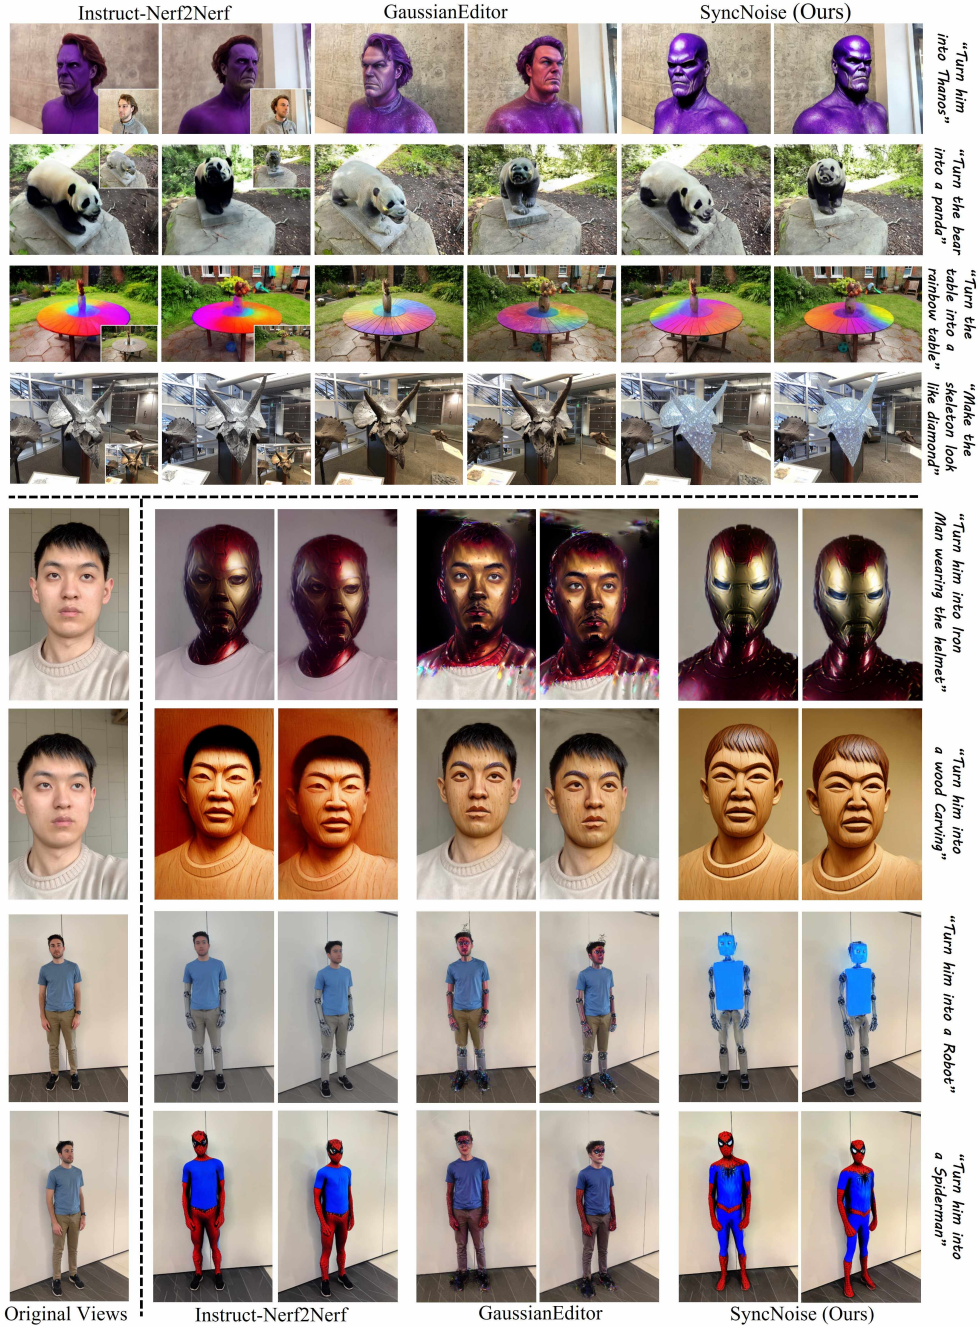 Instruct-Nerf2Nerf
GaussianEditor
SyncNoise (Ours)
“Turn him
into Thanos”
“Turn the bear
into a panda”
“Turn the
table into a
rainbow table”
“Make the
skeleton look
like diamond”
“Turn him into Iron
Man wearing the helmet”
“Turn him into
a wood Carving”
“Turn him into a Robot”
“Turn him into
a Spiderman”
Original Views
Instruct-Nerf2Nerf
GaussianEditor
SyncNoise (Ours)